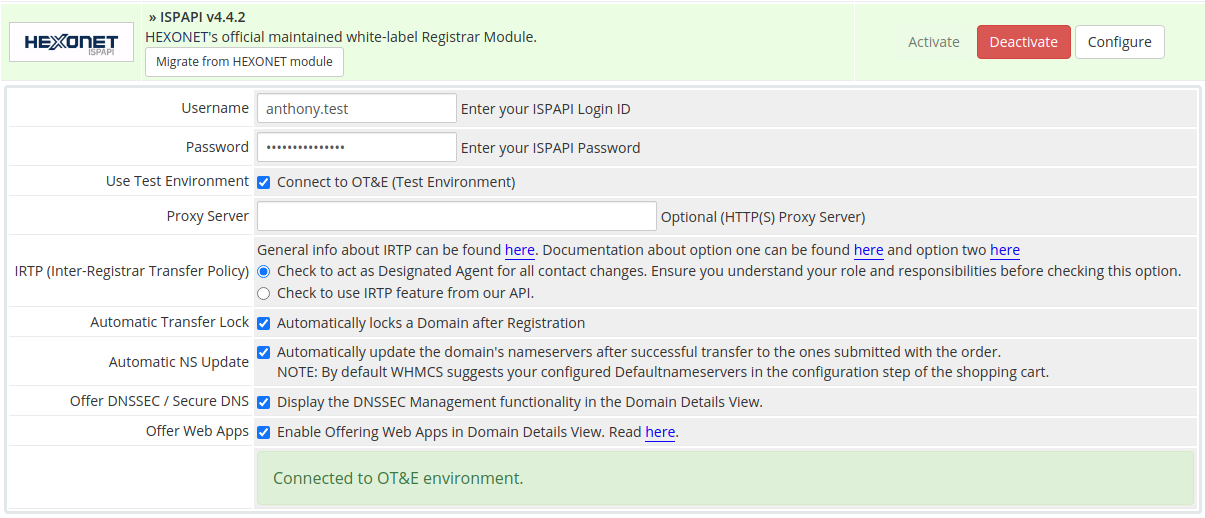 HEXONET
ISPAPI
» ISPAPI v4.4.2
HEXONET's official maintained white-label Registrar Module.
Migrate from HEXONET module
Activate
Deactivate
Configure
Username
anthony.test
Enter your ISPAPI Login ID
Password
•••••••••••••••
Enter your ISPAPI Password
Use Test Environment
Connect to OT&E (Test Environment)
Proxy Server
Optional (HTTP(S) Proxy Server)
IRTP (Inter-Registrar Transfer Policy)
General info about IRTP can be found here. Documentation about option one can be found here and option two here
Check to act as Designated Agent for all contact changes. Ensure you understand your role and responsibilities before checking this option.
Check to use IRTP feature from our API.
Automatic Transfer Lock
Automatically locks a Domain after Registration
Automatic NS Update
Automatically update the domain's nameservers after successful transfer to the ones submitted with the order.
NOTE: By default WHMCS suggests your configured Defaultnameservers in the configuration step of the shopping cart.
Offer DNSSEC / Secure DNS
Display the DNSSEC Management functionality in the Domain Details View.
Offer Web Apps
Enable Offering Web Apps in Domain Details View. Read here.
Connected to OT&E environment.